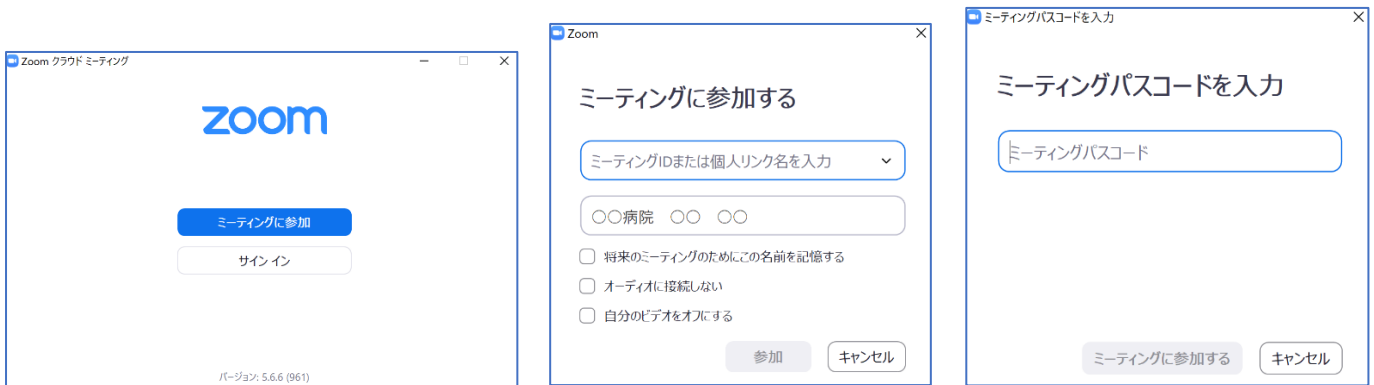 Zoom クラウド ミーティング
zoom
ミーティングに参加
サイン イン
バージョン: 5.6.6 (961)
Zoom
ミーティングに参加する
ミーティングIDまたは個人リンク名を入力
○○病院　○○　○○
将来のミーティングのためにこの名前を記憶する
オーディオに接続しない
自分のビデオをオフにする
参加
キャンセル
ミーティングパスコードを入力
ミーティングパスコードを入力
ミーティングパスコード
ミーティングに参加する
キャンセル